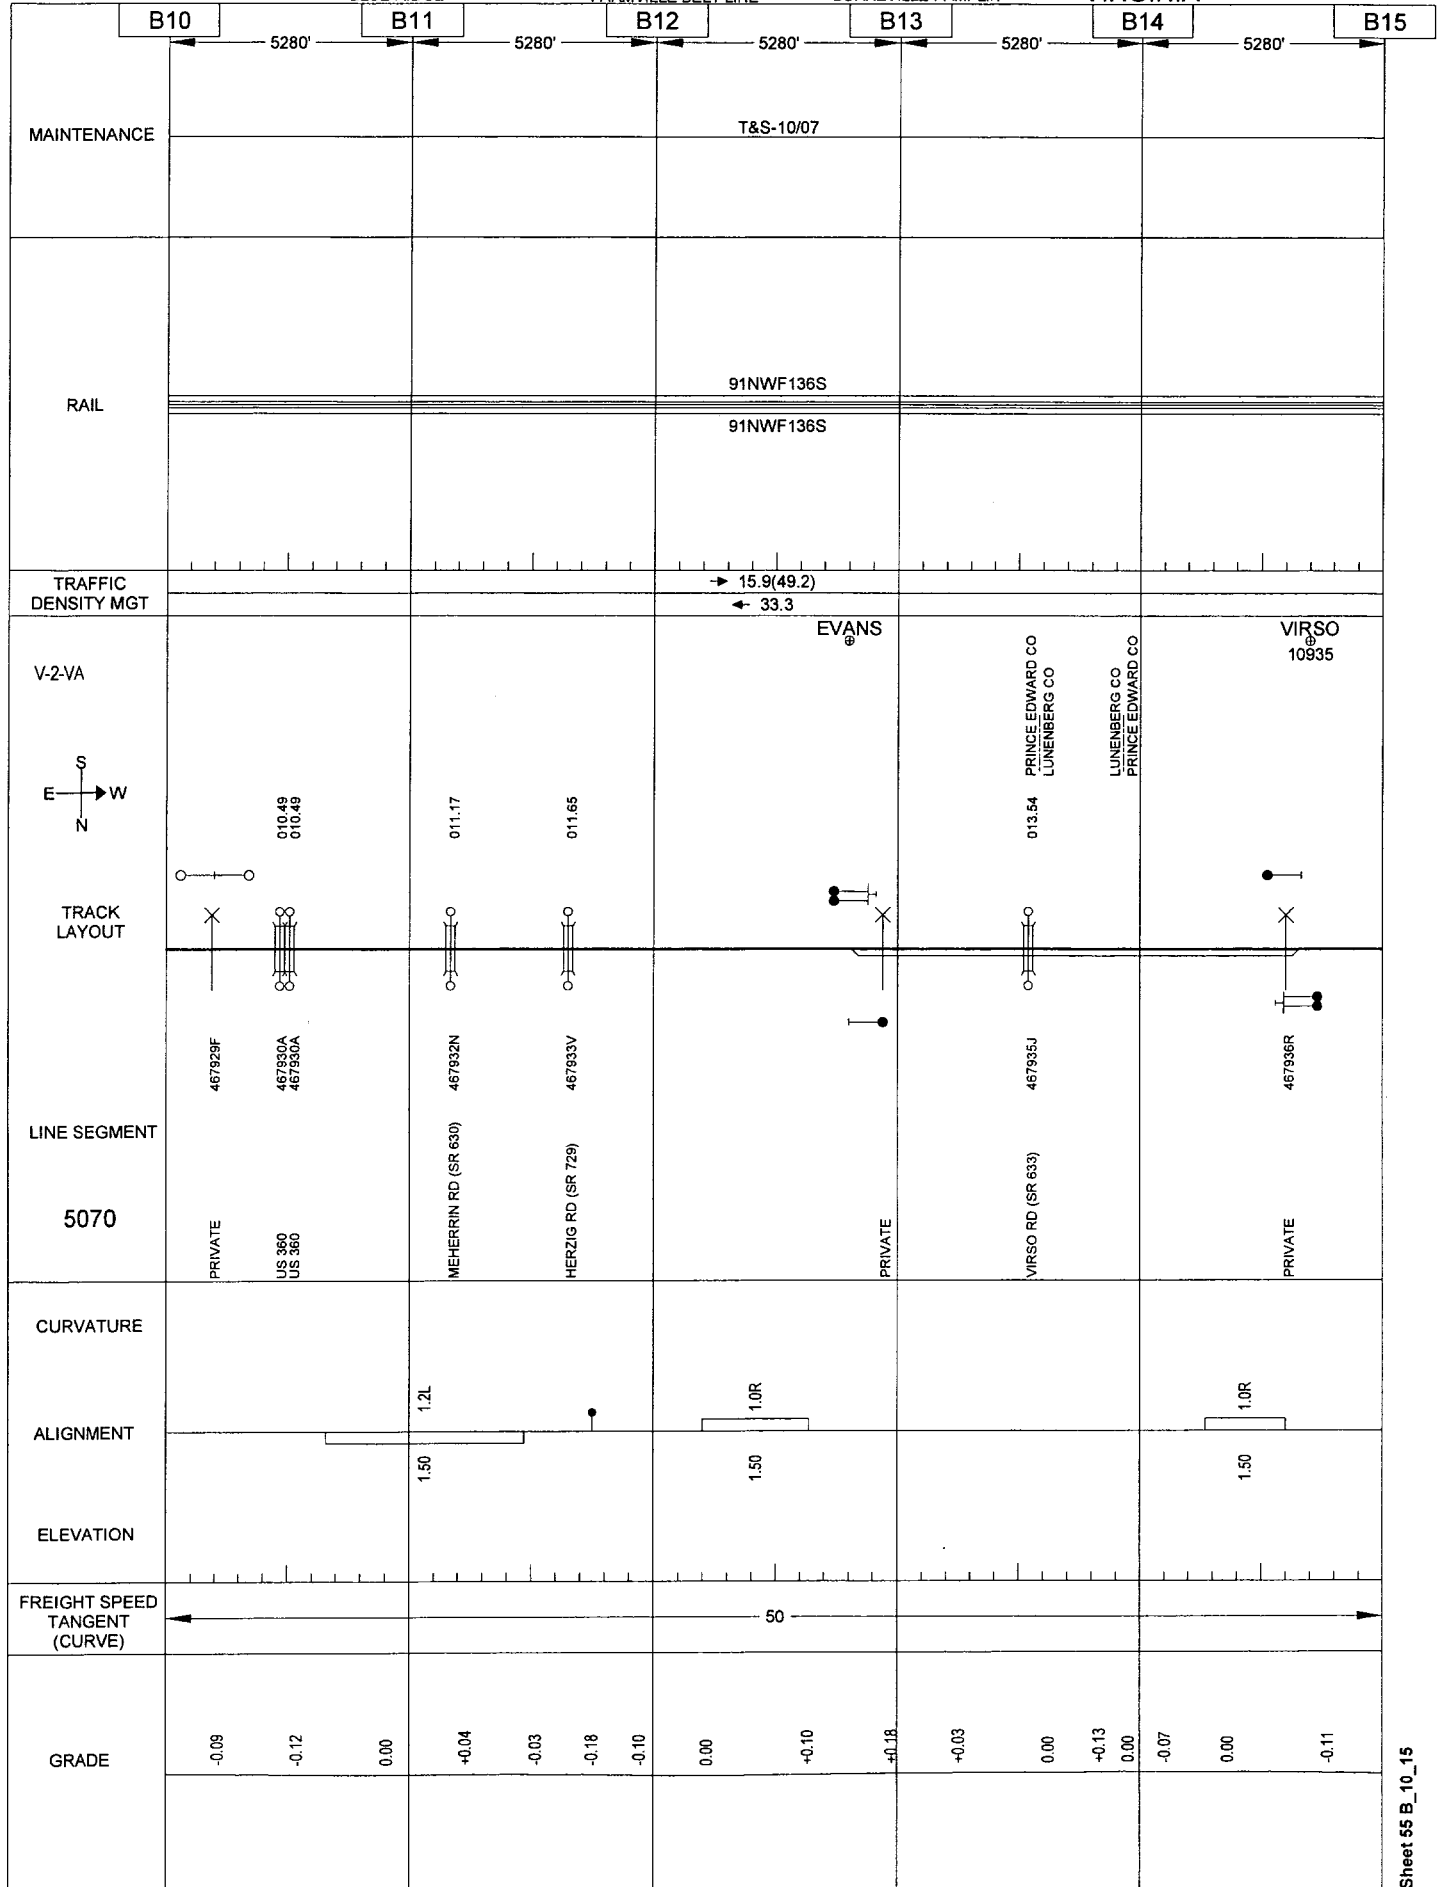 B10 B11 B12 B13 B14 B15
5280' 5280' 5280' 5280' 5280'
MAINTENANCE
T&S-10/07
RAIL
91NWF136S
91NWF136S
TRAFFIC
DENSITY MGT
15.9(49.2)
33.3
EVANS
VIRSO
10935
V-2-VA
PRINCE EDWARD CO
LUNENBERG CO
LUNENBERG CO
PRINCE EDWARD CO
S
E W
N
010.49
010.49
011.17
011.65
013.54
TRACK
LAYOUT
467929F
467930A
467930A
467932N
467933V
467935J
467936R
LINE SEGMENT
5070
PRIVATE
US 360
US 360
MEHERRIN RD (SR 630)
HERZIG RD (SR 729)
PRIVATE
VIRSO RD (SR 633)
PRIVATE
CURVATURE
1.2L
1.0R
1.0R
ALIGNMENT
1.50
1.50
1.50
ELEVATION
FREIGHT SPEED
TANGENT
(CURVE)
50
GRADE
-0.09
-0.12
0.00
+0.04
-0.03
-0.18
-0.10
0.00
+0.10
+0.18
+0.03
0.00
+0.13
0.00
-0.07
0.00
-0.11
Sheet 55 B_10_15